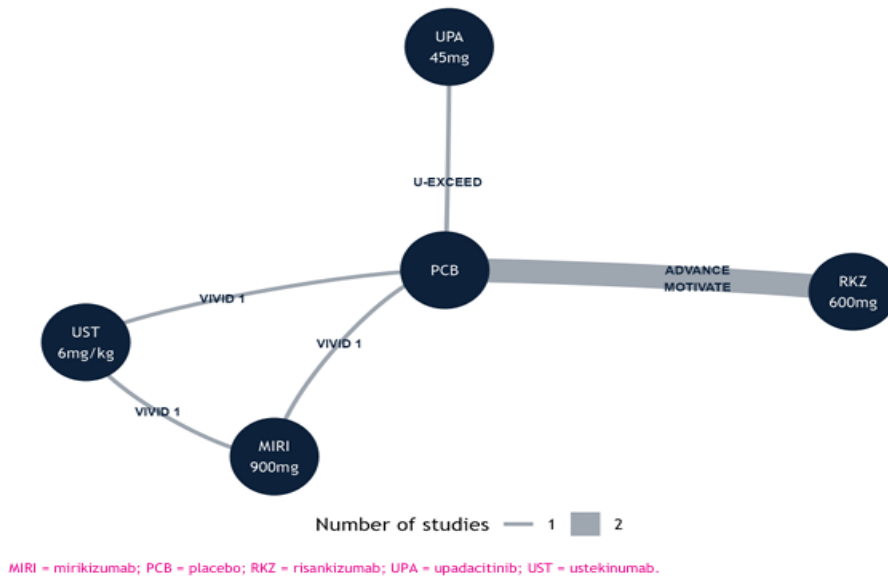 UPA
45mg
U-EXCEED
PCB
ADVANCE
MOTIVATE
RKZ
600mg
VIVID 1
UST
6mg/kg
VIVID 1
VIVID 1
MIRI
900mg
Number of studies 1 2
MIRI = mirikizumab; PCB = placebo; RKZ = risankizumab; UPA = upadacitinib; UST = ustekinumab.